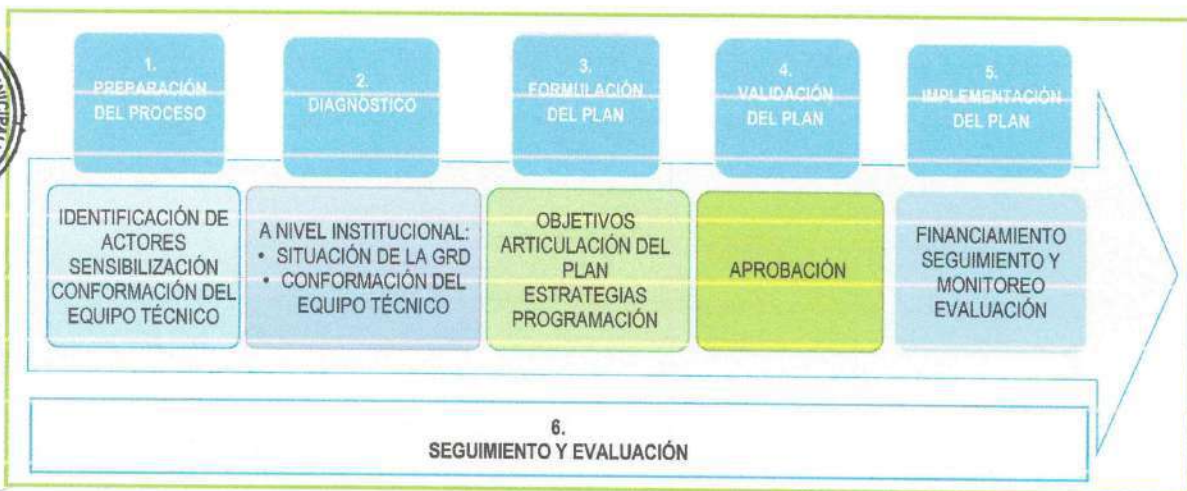 1.
PREPARACIÓN
DEL PROCESO
2.
DIAGNÓSTICO
3.
FORMULACIÓN
DEL PLAN
4.
VALIDACIÓN
DEL PLAN
5.
IMPLEMENTACIÓN
DEL PLAN
IDENTIFICACIÓN DE
ACTORES
SENSIBILIZACIÓN
CONFORMACIÓN DEL
EQUIPO TÉCNICO
A NIVEL INSTITUCIONAL:
• SITUACIÓN DE LA GRD
• CONFORMACIÓN DEL
EQUIPO TÉCNICO
OBJETIVOS
ARTICULACIÓN DEL
PLAN
ESTRATEGIAS
PROGRAMACIÓN
APROBACIÓN
FINANCIAMIENTO
SEGUIMIENTO Y
MONITOREO
EVALUACIÓN
6.
SEGUIMIENTO Y EVALUACIÓN